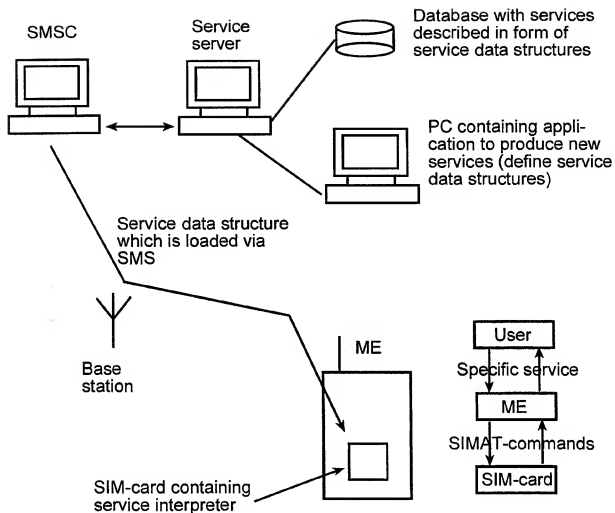 SMSC
Service
server
Database with services
described in form of
service data structures
PC containing appli-
cation to produce new
services (define service
data structures)
Service data structure
which is loaded via
SMS
Base
station
ME
SIM-card containing
service interpreter
User
Specific service
ME
SIMAT-commands
SIM-card